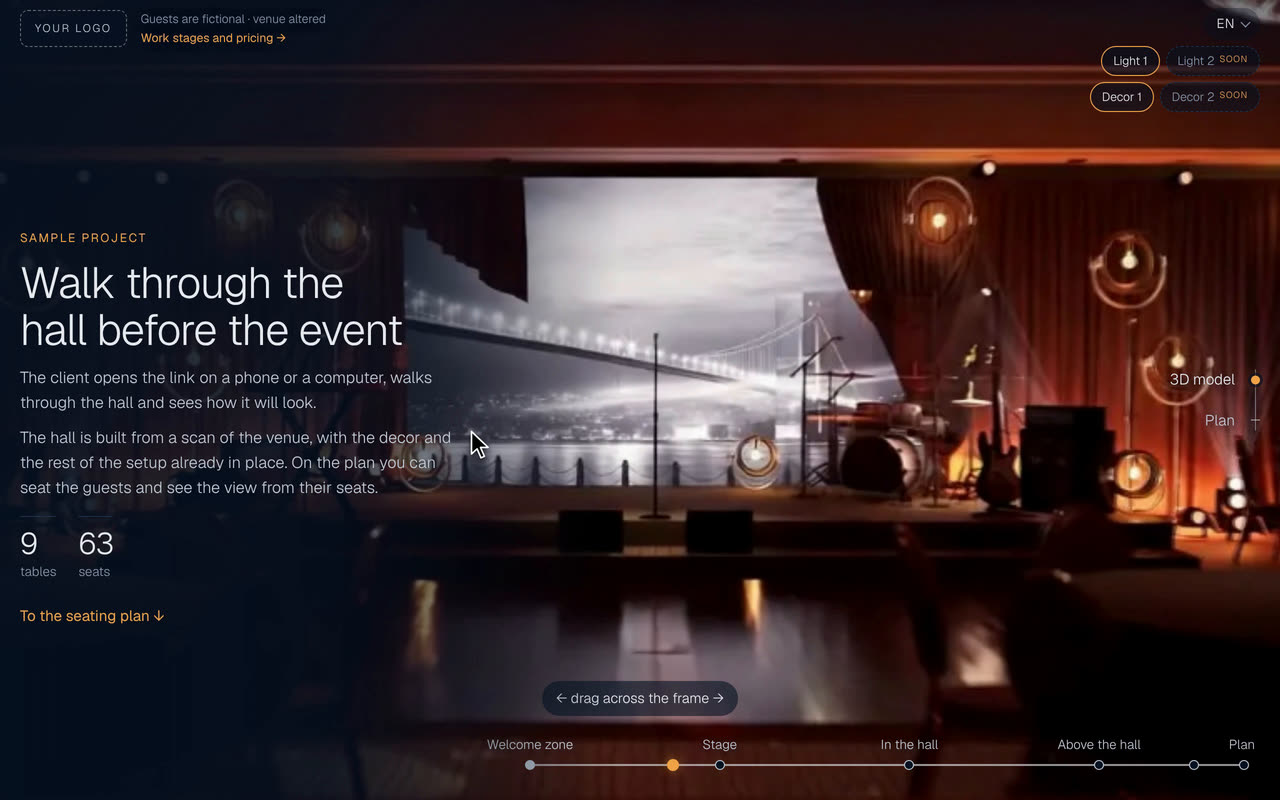 YOUR LOGO
Guests are fictional · venue altered
Work stages and pricing →
EN
Light 1
Light 2 SOON
Decor 1
Decor 2 SOON
SAMPLE PROJECT
Walk through the
hall before the event
The client opens the link on a phone or a computer, walks
through the hall and sees how it will look.
The hall is built from a scan of the venue, with the decor and
the rest of the setup already in place. On the plan you can
seat the guests and see the view from their seats.
9 63
tables seats
To the seating plan ↓
3D model
Plan
← drag across the frame →
Welcome zone Stage In the hall Above the hall Plan